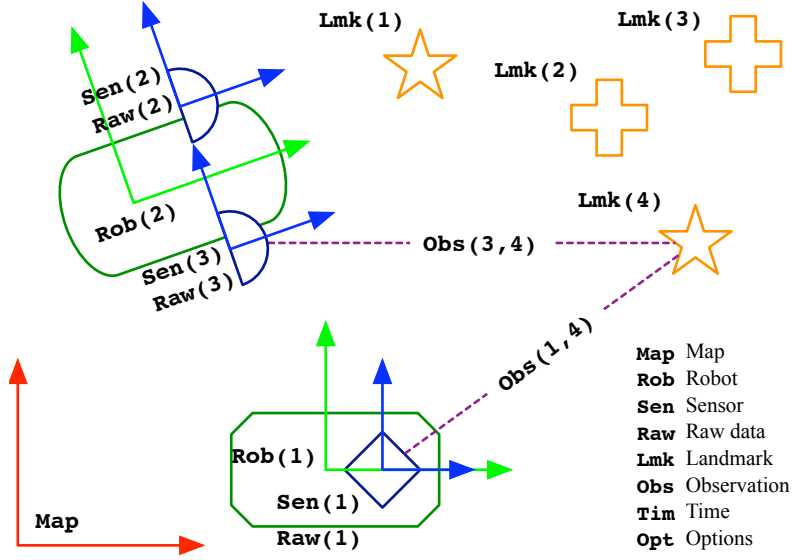 Lmk(1)
Lmk(3)
Lmk(2)
Sen(2)
Raw(2)
Lmk(4)
Rob(2)
Sen(3)
Raw(3)
Obs(3,4)
Obs(1,4)
Rob(1)
Sen(1)
Raw(1)
Map
Map Map
Rob Robot
Sen Sensor
Raw Raw data
Lmk Landmark
Obs Observation
Tim Time
Opt Options